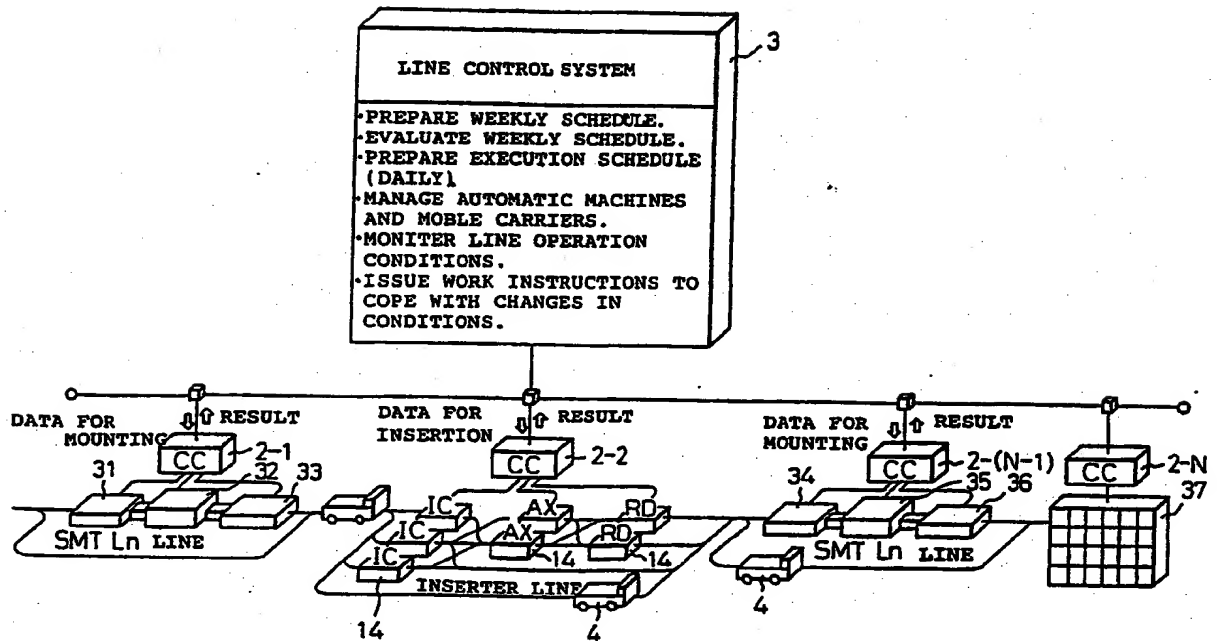 3
LINE CONTROL SYSTEM
·PREPARE WEEKLY SCHEDULE.
·EVALUATE WEEKLY SCHEDULE.
·PREPARE EXECUTION SCHEDULE
(DAILY)
·MANAGE AUTOMATIC MACHINES
AND MOBLE CARRIERS.
·MONITER LINE OPERATION
CONDITIONS.
·ISSUE WORK INSTRUCTIONS TO
COPE WITH CHANGES IN
CONDITIONS.
DATA FOR
MOUNTING
RESULT
CC
2-1
31
32
33
SMT Ln LINE
DATA FOR
INSERTION
RESULT
CC
2-2
IC
AX
RD
IC
AX
RD
IC
14
14
14
INSERTER LINE
4
DATA FOR
MOUNTING
RESULT
CC
2-(N-1)
34
35
36
SMT Ln LINE
4
CC
2-N
37